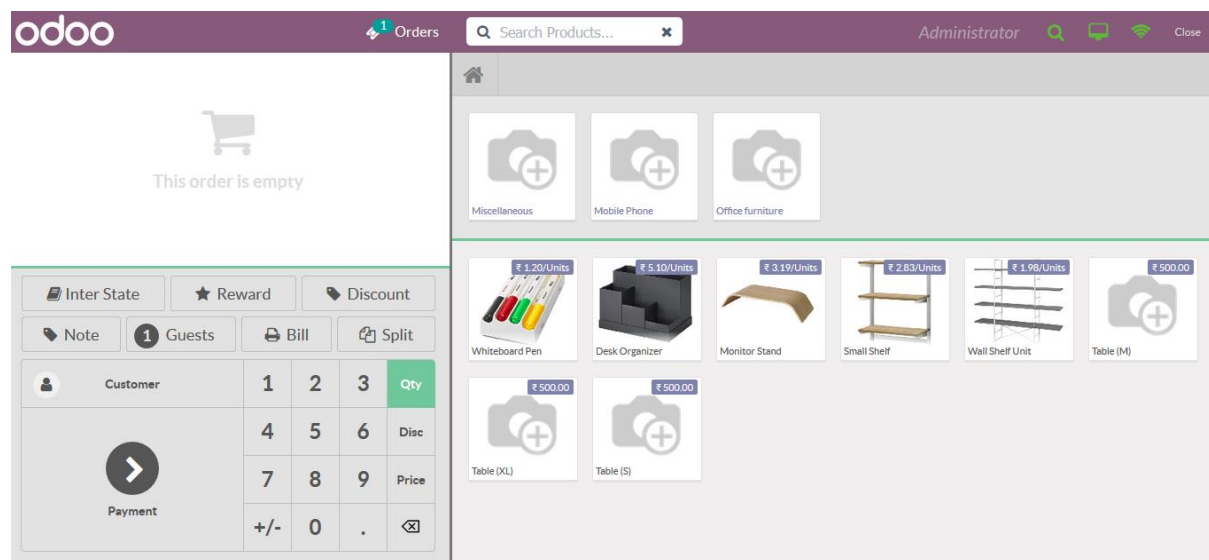 odoo
1 Orders
Search Products...
Administrator
Close
This order is empty
Inter State
Reward
Discount
Note
1 Guests
Bill
Split
Customer
1 2 3 Qty
4 5 6 Disc
7 8 9 Price
+/- 0 .
Payment
Miscellaneous
Mobile Phone
Office furniture
₹ 1.20/Units
Whiteboard Pen
₹ 5.10/Units
Desk Organizer
₹ 3.19/Units
Monitor Stand
₹ 2.83/Units
Small Shelf
₹ 1.98/Units
Wall Shelf Unit
₹ 500.00
Table (M)
₹ 500.00
Table (XL)
₹ 500.00
Table (S)